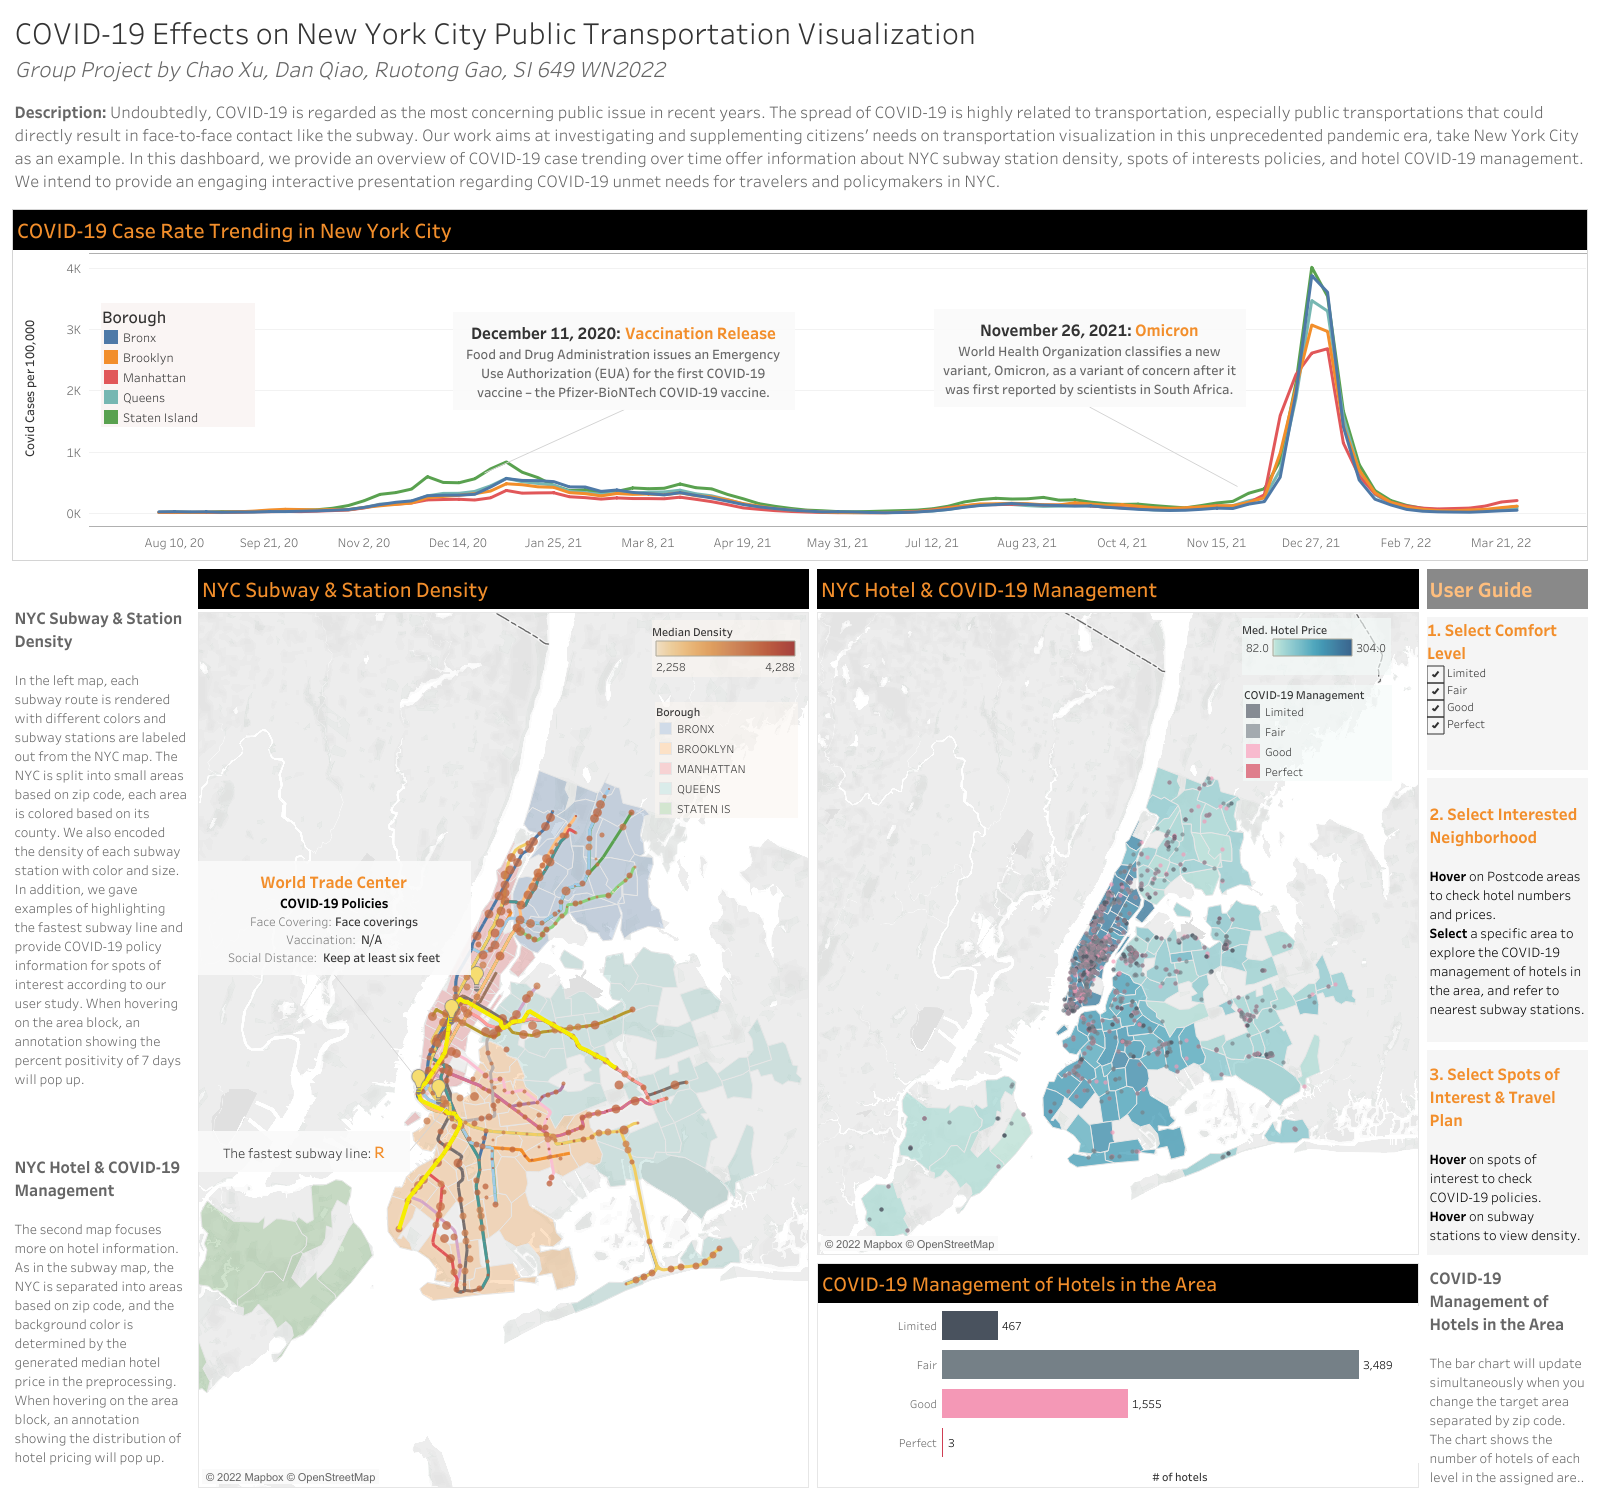 COVID-19 Effects on New York City Public Transportation Visualization
Group Project by Chao Xu, Dan Qiao, Ruotong Gao, SI 649 WN2022
Description: Undoubtedly, COVID-19 is regarded as the most concerning public issue in recent years. The spread of COVID-19 is highly related to transportation, especially public transportations that could
directly result in face-to-face contact like the subway. Our work aims at investigating and supplementing citizens' needs on transportation visualization in this unprecedented pandemic era, take New York City
as an example. In this dashboard, we provide an overview of COVID-19 case trending over time offer information about NYC subway station density, spots of interests policies, and hotel COVID-19 management.
We intend to provide an engaging interactive presentation regarding COVID-19 unmet needs for travelers and policymakers in NYC.
COVID-19 Case Rate Trending in New York City
Covid Cases per 100,000
4K
3K
2K
1K
0K
Borough
Bronx
Brooklyn
Manhattan
Queens
Staten Island
December 11, 2020: Vaccination Release
Food and Drug Administration issues an Emergency
Use Authorization (EUA) for the first COVID-19
vaccine – the Pfizer-BioNTech COVID-19 vaccine.
November 26, 2021: Omicron
World Health Organization classifies a new
variant, Omicron, as a variant of concern after it
was first reported by scientists in South Africa.
Aug 10, 20
Sep 21, 20
Nov 2, 20
Dec 14, 20
Jan 25, 21
Mar 8, 21
Apr 19, 21
May 31, 21
Jul 12, 21
Aug 23, 21
Oct 4, 21
Nov 15, 21
Dec 27, 21
Feb 7, 22
Mar 21, 22
NYC Subway & Station
Density
In the left map, each
subway route is rendered
with different colors and
subway stations are labeled
out from the NYC map. The
NYC is split into small areas
based on zip code, each area
is colored based on its
county. We also encoded
the density of each subway
station with color and size.
In addition, we gave
examples of highlighting
the fastest subway line and
provide COVID-19 policy
information for spots of
interest according to our
user study. When hovering
on the area block, an
annotation showing the
percent positivity of 7 days
will pop up.
NYC Hotel & COVID-19
Management
The second map focuses
more on hotel information.
As in the subway map, the
NYC is separated into areas
based on zip code, and the
background color is
determined by the
generated median hotel
price in the preprocessing.
When hovering on the area
block, an annotation
showing the distribution of
hotel pricing will pop up.
NYC Subway & Station Density
Median Density
2,258
4,288
Borough
BRONX
BROOKLYN
MANHATTAN
QUEENS
STATEN IS
World Trade Center
COVID-19 Policies
Face Covering: Face coverings
Vaccination: N/A
Social Distance: Keep at least six feet
The fastest subway line: R
© 2022 Mapbox © OpenStreetMap
NYC Hotel & COVID-19 Management
Med. Hotel Price
82.0
304.0
COVID-19 Management
Limited
Fair
Good
Perfect
© 2022 Mapbox © OpenStreetMap
COVID-19 Management of Hotels in the Area
Limited
467
Fair
3,489
Good
1,555
Perfect
3
# of hotels
User Guide
1. Select Comfort
Level
Limited
Fair
Good
Perfect
2. Select Interested
Neighborhood
Hover on Postcode areas
to check hotel numbers
and prices.
Select a specific area to
explore the COVID-19
management of hotels in
the area, and refer to
nearest subway stations.
3. Select Spots of
Interest & Travel
Plan
Hover on spots of
interest to check
COVID-19 policies.
Hover on subway
stations to view density.
COVID-19
Management of
Hotels in the Area
The bar chart will update
simultaneously when you
change the target area
separated by zip code.
The chart shows the
number of hotels of each
level in the assigned are..